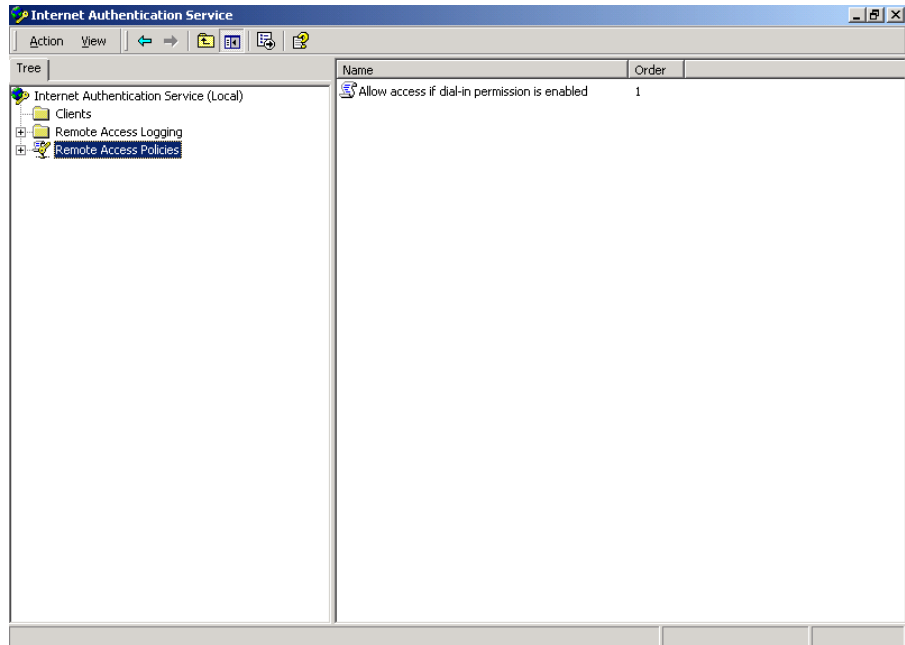 Internet Authentication Service
Action View
Tree
Name Order
Internet Authentication Service (Local)
Clients
Remote Access Logging
Remote Access Policies
Allow access if dial-in permission is enabled 1